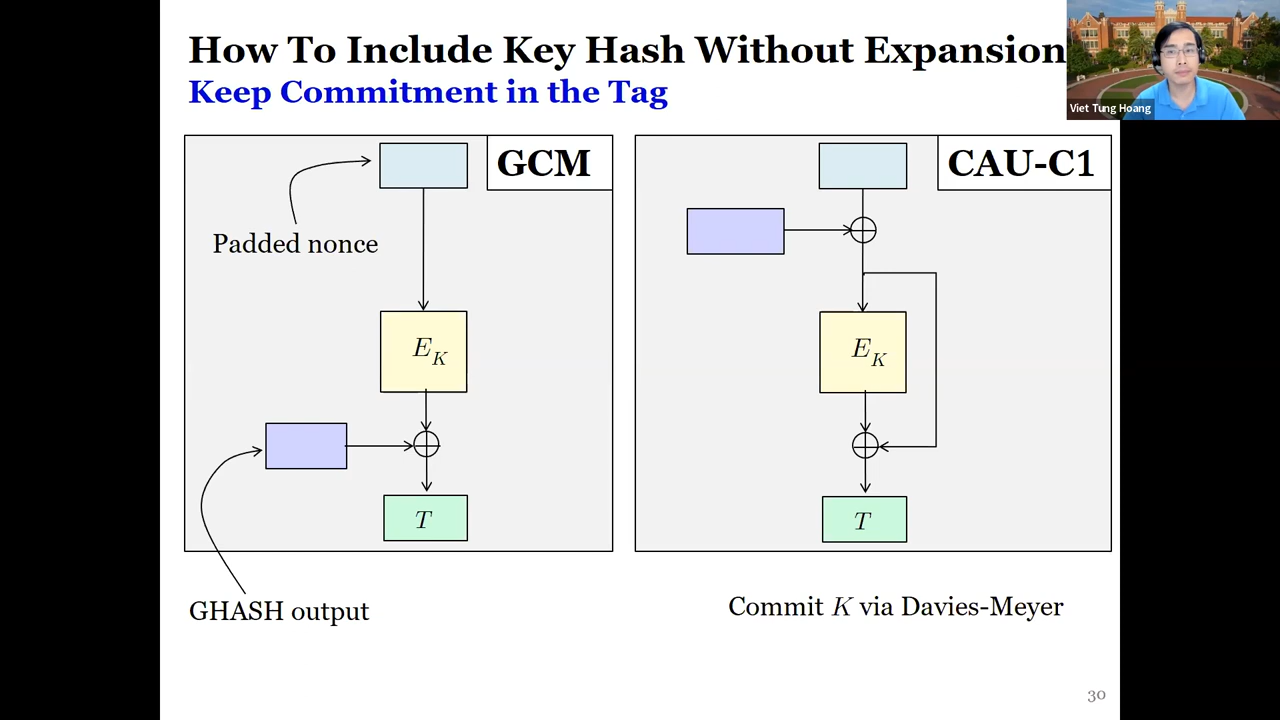 How To Include Key Hash Without Expansion
Keep Commitment in the Tag
Viet Tung Hoang
GCM
Padded nonce
E_K
T
GHASH output
CAU-C1
E_K
T
Commit K via Davies-Meyer
30